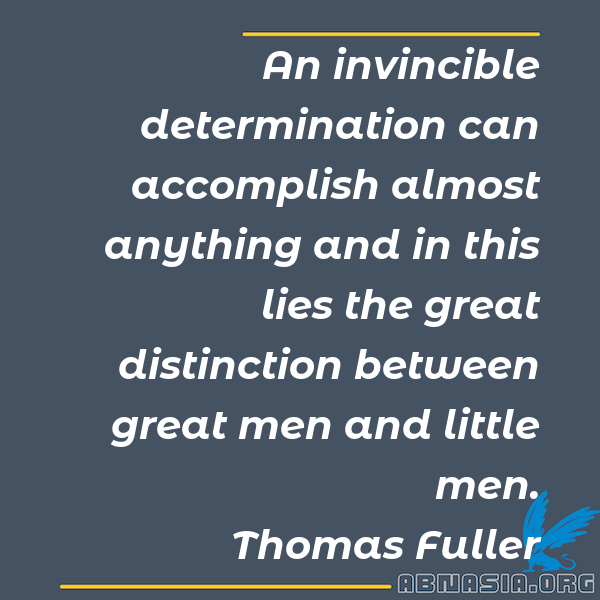 An invincible
determination can
accomplish almost
anything and in this
lies the great
distinction between
great men and little
men.
Thomas Fuller
ABNASIA.ORG